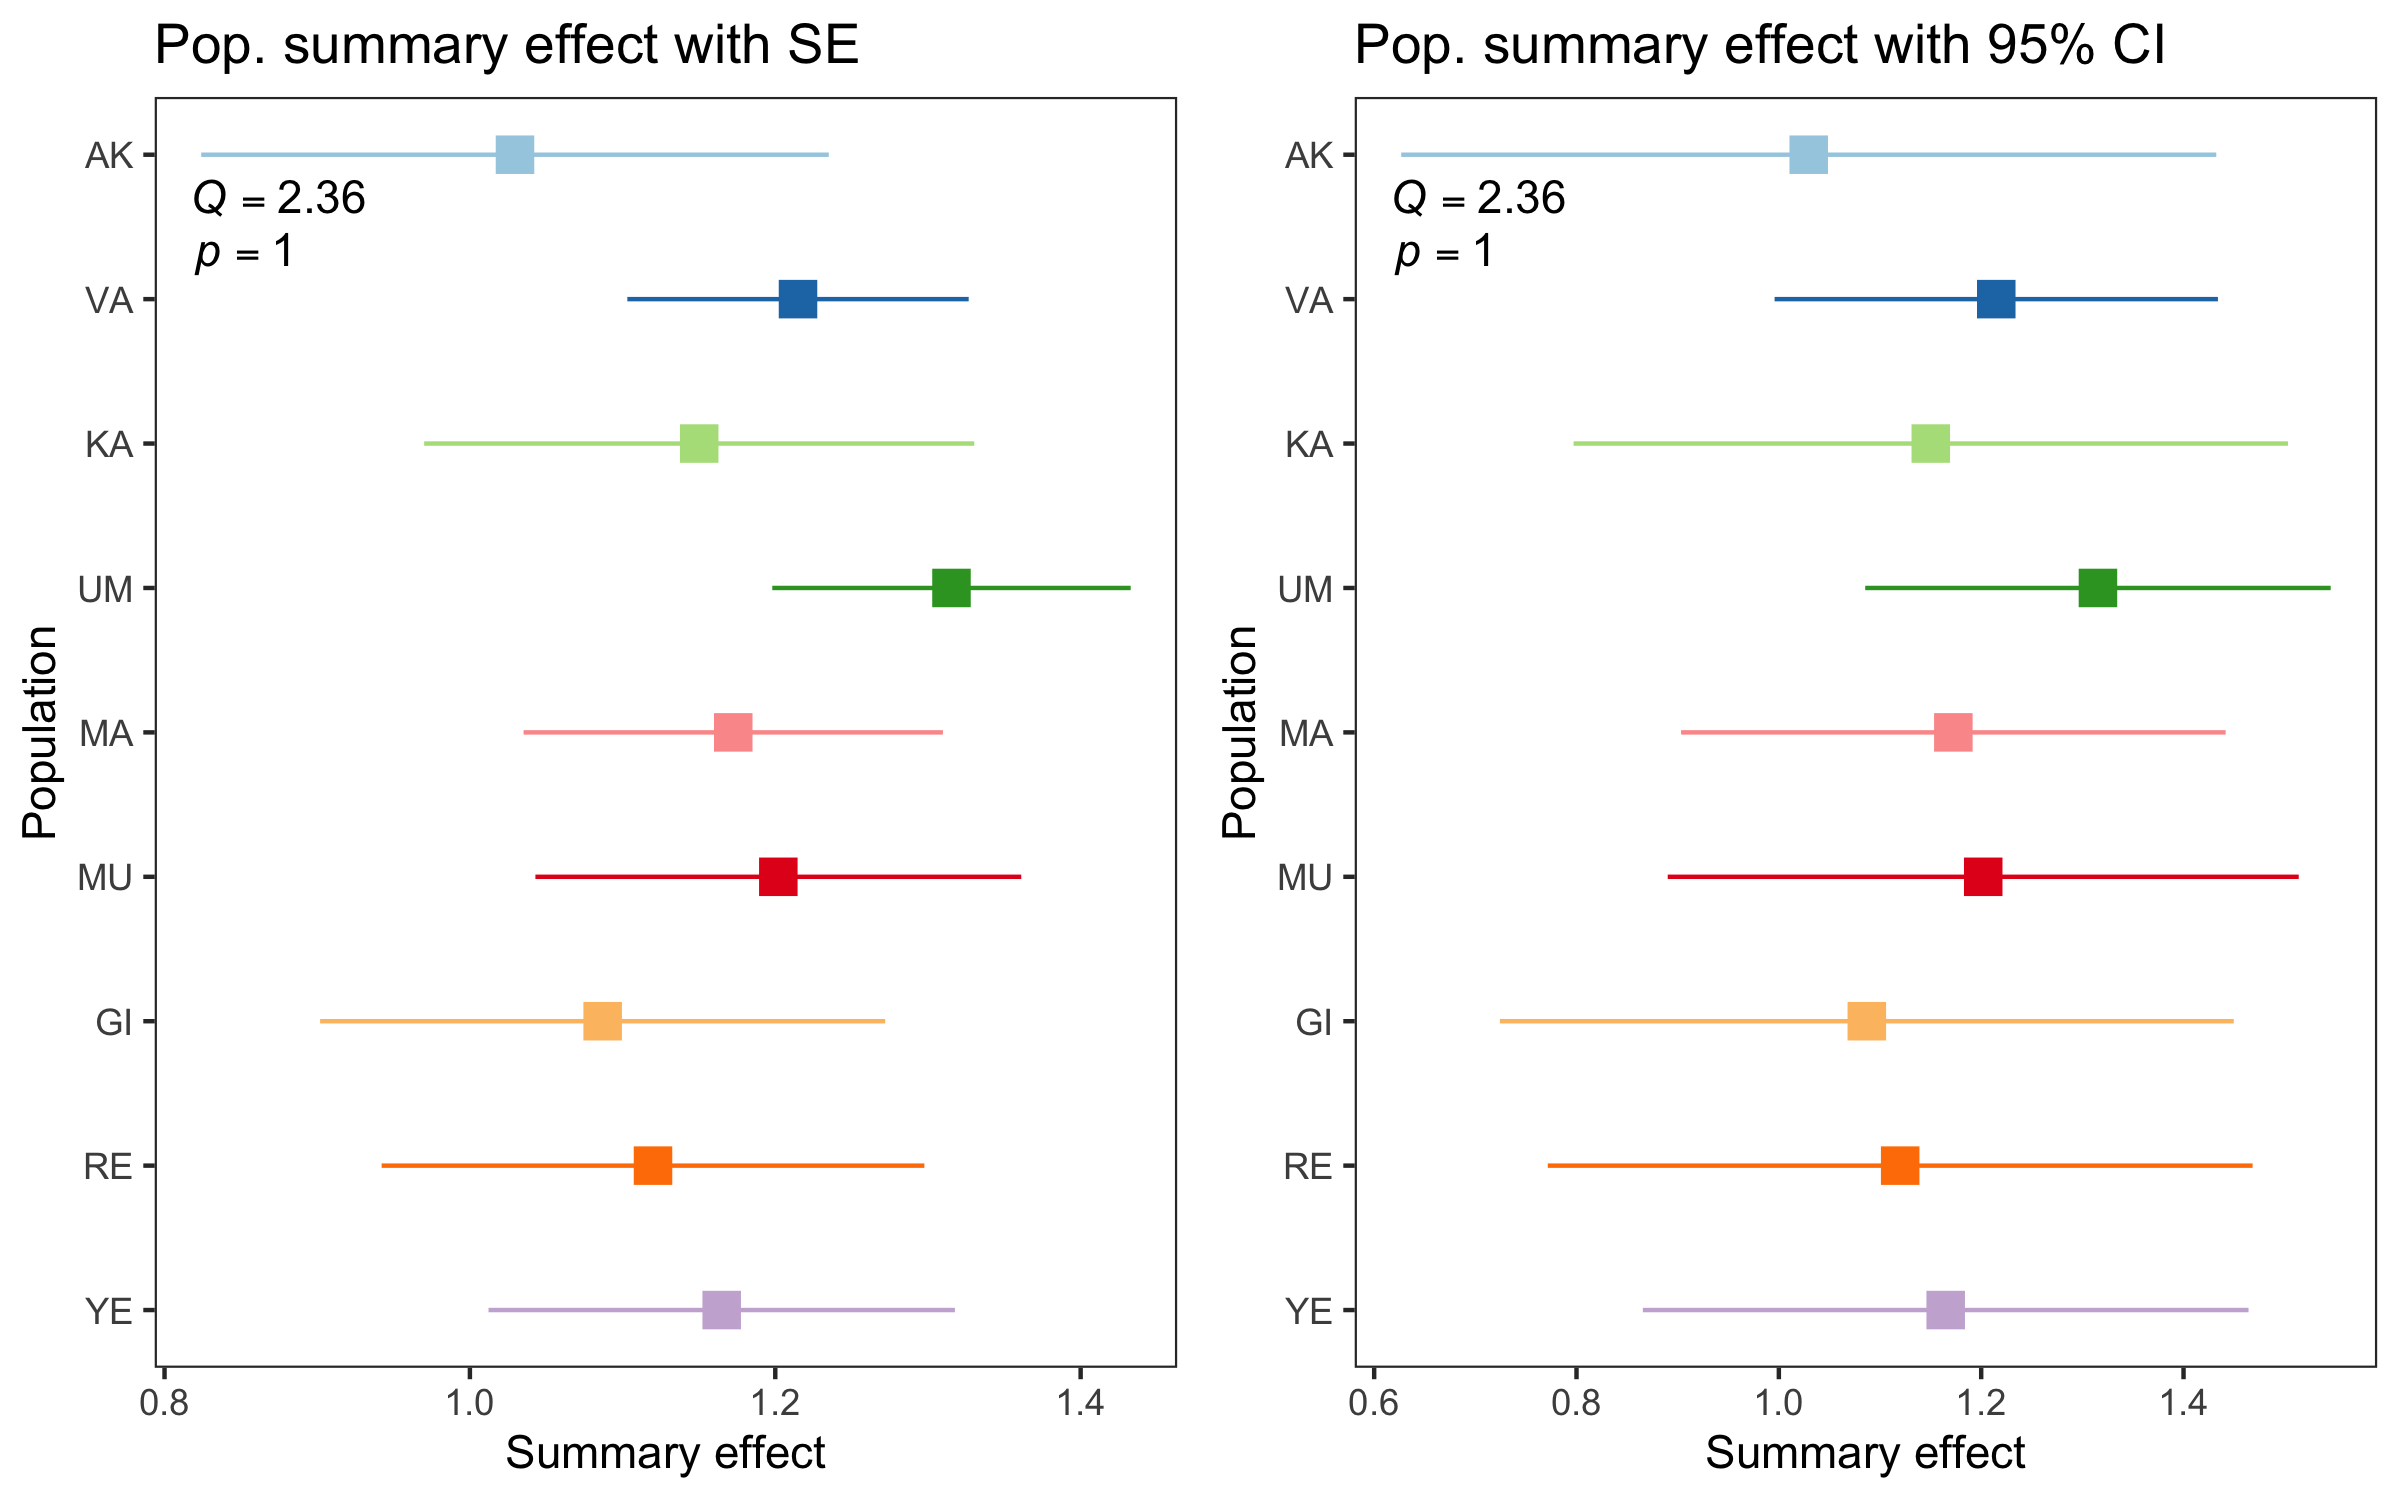 Pop. summary effect with SE
AK
Q = 2.36
p = 1
VA
KA
UM
MA
MU
GI
RE
YE
Population
0.8 1.0 1.2 1.4
Summary effect
Pop. summary effect with 95% CI
AK
Q = 2.36
p = 1
VA
KA
UM
MA
MU
GI
RE
YE
Population
0.6 0.8 1.0 1.2 1.4
Summary effect